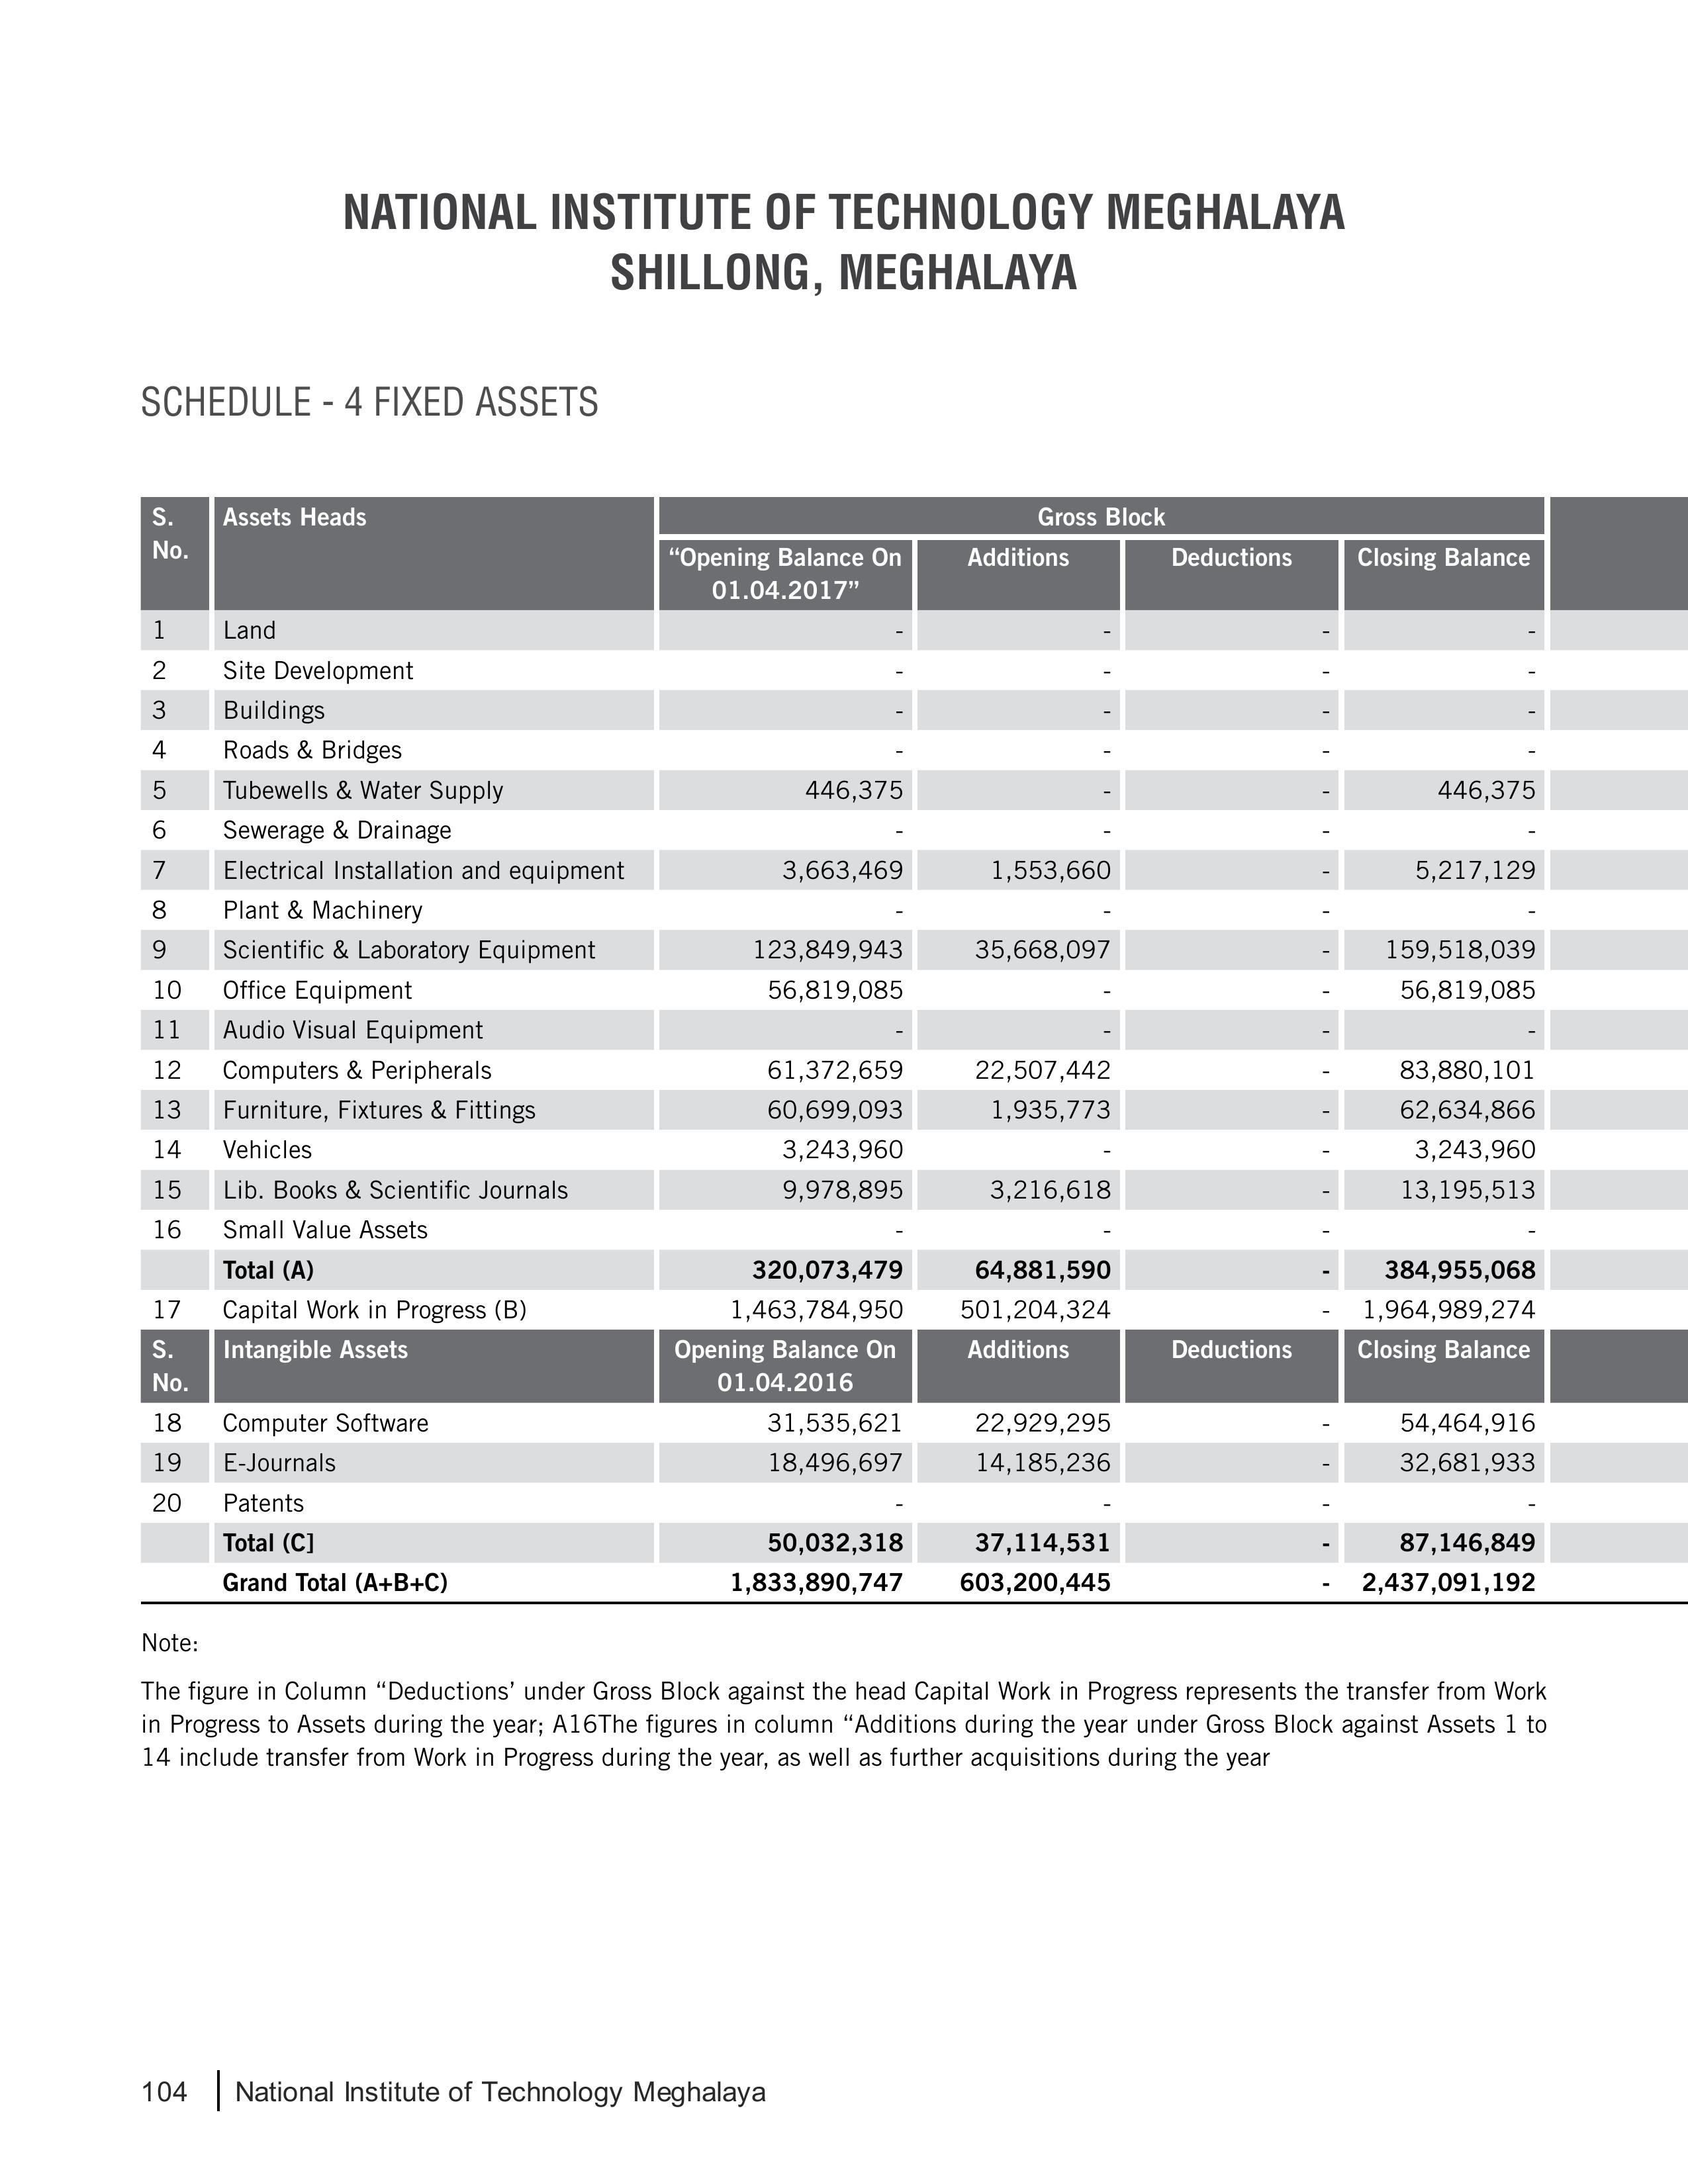 NATIONAL INSTITUTE OF TECHNOLOGY MEGHALAYA
SHILLONG, MEGHALAYA
SCHEDULE - 4 FIXED ASSETS
S. No. Assets Heads Gross Block
“Opening Balance On 01.04.2017” Additions Deductions Closing Balance
1 Land - - - -
2 Site Development - - - -
3 Buildings - - - -
4 Roads & Bridges - - - -
5 Tubewells & Water Supply 446,375 - - 446,375
6 Sewerage & Drainage - - - -
7 Electrical Installation and equipment 3,663,469 1,553,660 - 5,217,129
8 Plant & Machinery - - - -
9 Scientific & Laboratory Equipment 123,849,943 35,668,097 - 159,518,039
10 Office Equipment 56,819,085 - - 56,819,085
11 Audio Visual Equipment - - - -
12 Computers & Peripherals 61,372,659 22,507,442 - 83,880,101
13 Furniture, Fixtures & Fittings 60,699,093 1,935,773 - 62,634,866
14 Vehicles 3,243,960 - - 3,243,960
15 Lib. Books & Scientific Journals 9,978,895 3,216,618 - 13,195,513
16 Small Value Assets - - - -
Total (A) 320,073,479 64,881,590 - 384,955,068
17 Capital Work in Progress (B) 1,463,784,950 501,204,324 - 1,964,989,274
S. No. Intangible Assets Opening Balance On 01.04.2016 Additions Deductions Closing Balance
18 Computer Software 31,535,621 22,929,295 - 54,464,916
19 E-Journals 18,496,697 14,185,236 - 32,681,933
20 Patents - - - -
Total (C] 50,032,318 37,114,531 - 87,146,849
Grand Total (A+B+C) 1,833,890,747 603,200,445 - 2,437,091,192
Note:
The figure in Column “Deductions’ under Gross Block against the head Capital Work in Progress represents the transfer from Work
in Progress to Assets during the year; A16The figures in column “Additions during the year under Gross Block against Assets 1 to
14 include transfer from Work in Progress during the year, as well as further acquisitions during the year
104 National Institute of Technology Meghalaya